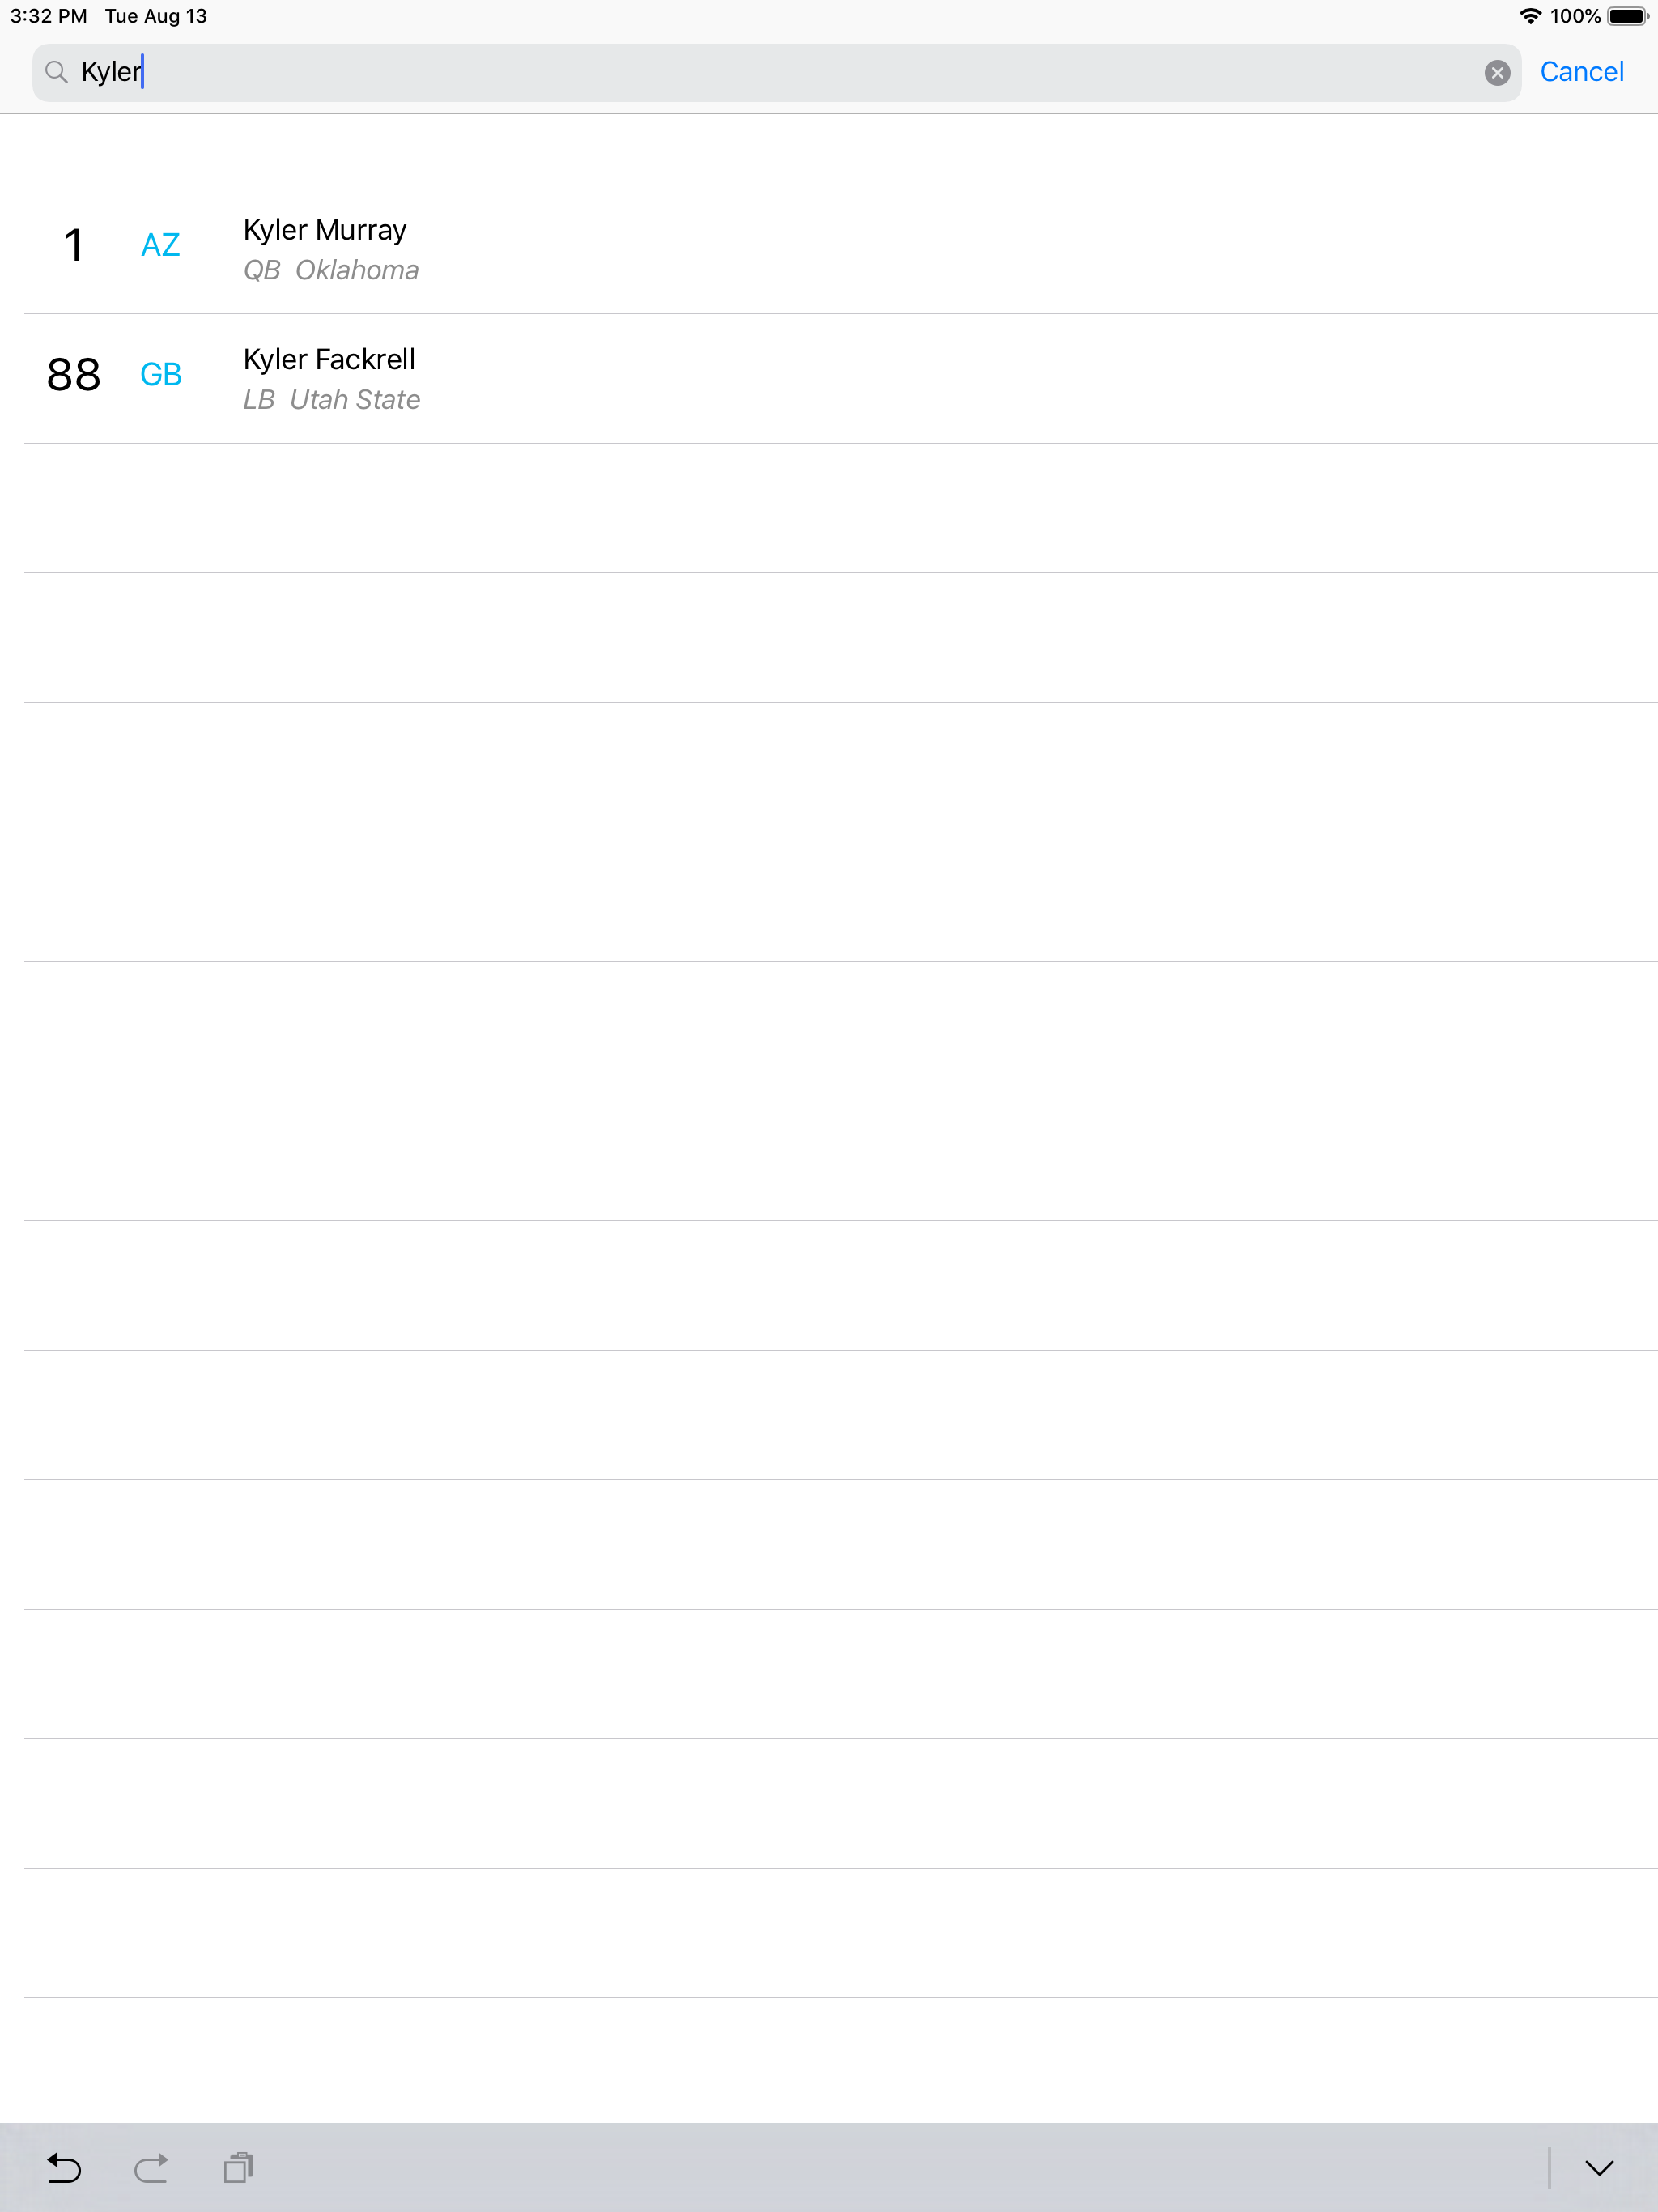 3:32 PM Tue Aug 13 100%
Kyler Cancel
1 AZ Kyler Murray
QB Oklahoma
88 GB Kyler Fackrell
LB Utah State